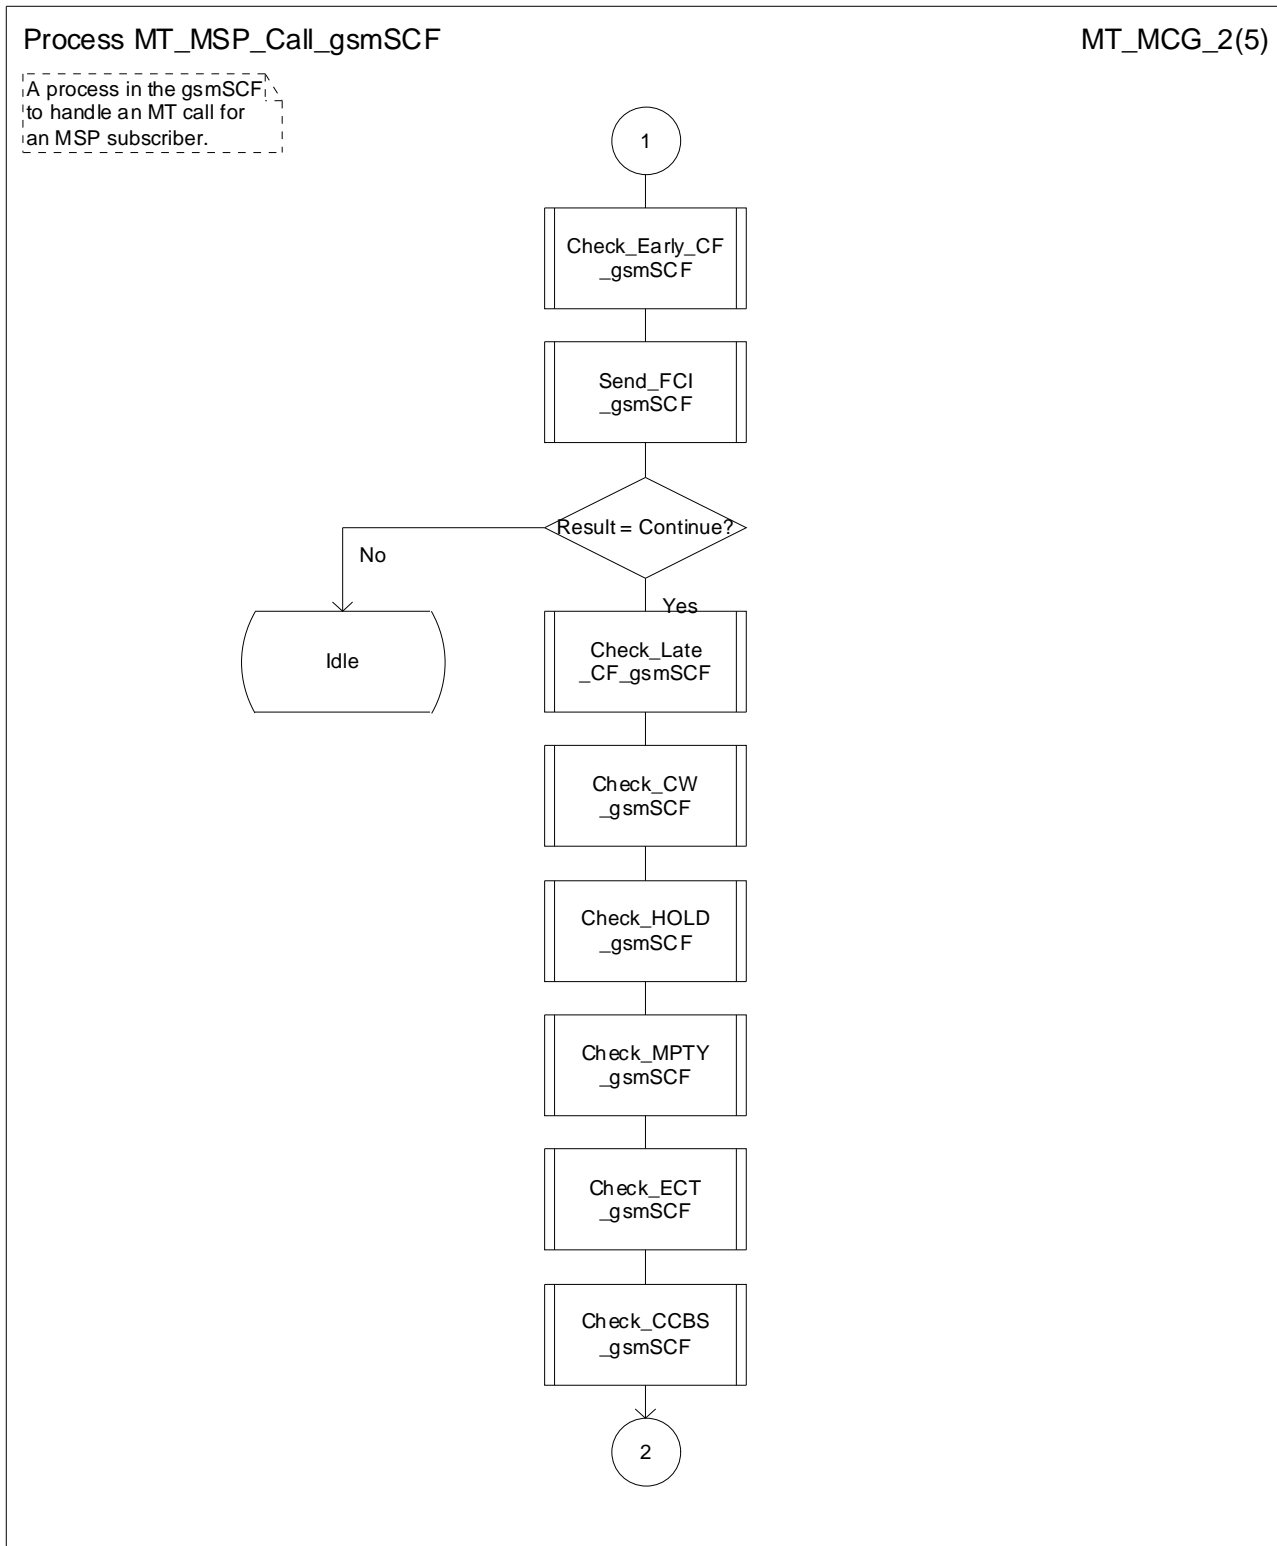 Process MT_MSP_Call_gsmSCF
MT_MCG_2(5)
A process in the gsmSCF
to handle an MT call for
an MSP subscriber.
1
Check_Early_CF
_gsmSCF
Send_FCI
_gsmSCF
Result = Continue?
No
Yes
Idle
Check_Late
_CF_gsmSCF
Check_CW
_gsmSCF
Check_HOLD
_gsmSCF
Check_MPTY
_gsmSCF
Check_ECT
_gsmSCF
Check_CCBS
_gsmSCF
2